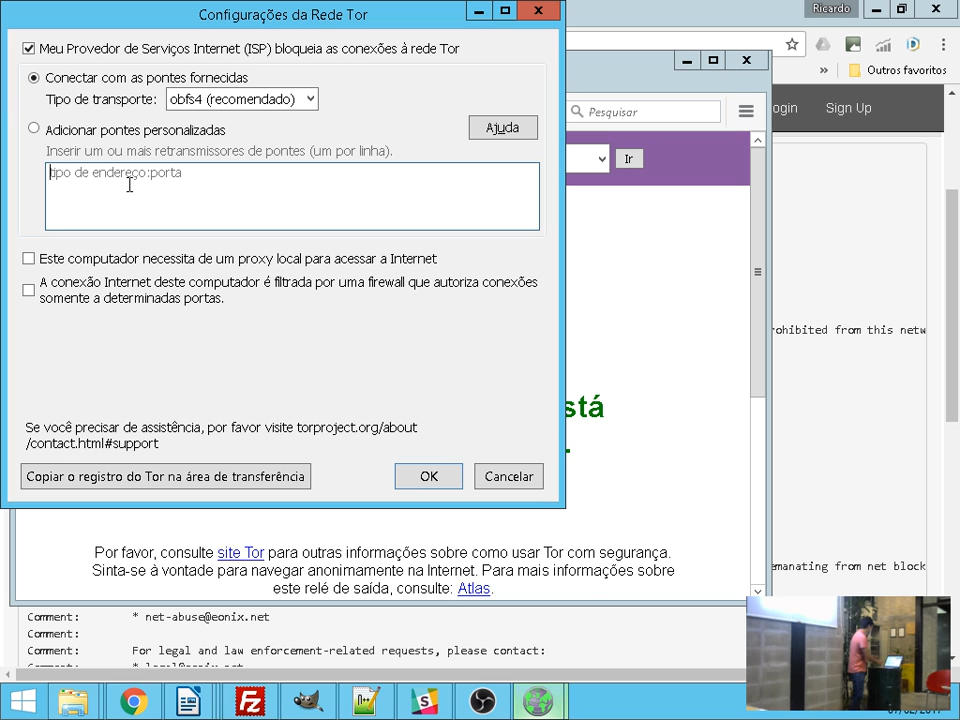 Configurações da Rede Tor
Ricardo
Meu Provedor de Serviços Internet (ISP) bloqueia as conexões à rede Tor
Conectar com as pontes fornecidas
Tipo de transporte: obfs4 (recomendado)
Adicionar pontes personalizadas
Ajuda
Inserir um ou mais retransmissores de pontes (um por linha).
tipo de endereço:porta
Este computador necessita de um proxy local para acessar a Internet
A conexão Internet deste computador é filtrada por uma firewall que autoriza conexões
somente a determinadas portas.
Se você precisar de assistência, por favor visite torproject.org/about
/contact.html#support
Copiar o registro do Tor na área de transferência
OK
Cancelar
» Outros favoritos
Pesquisar
ogin Sign Up
Ir
ohibited from this netw
stá
.
Por favor, consulte site Tor para outras informações sobre como usar Tor com segurança.
Sinta-se à vontade para navegar anonimamente na Internet. Para mais informações sobre
este relé de saída, consulte: Atlas.
emanating from net block
Comment: * net-abuse@eonix.net
Comment:
Comment: For legal and law enforcement-related requests, please contact:
Comment: * legal@eonix.net